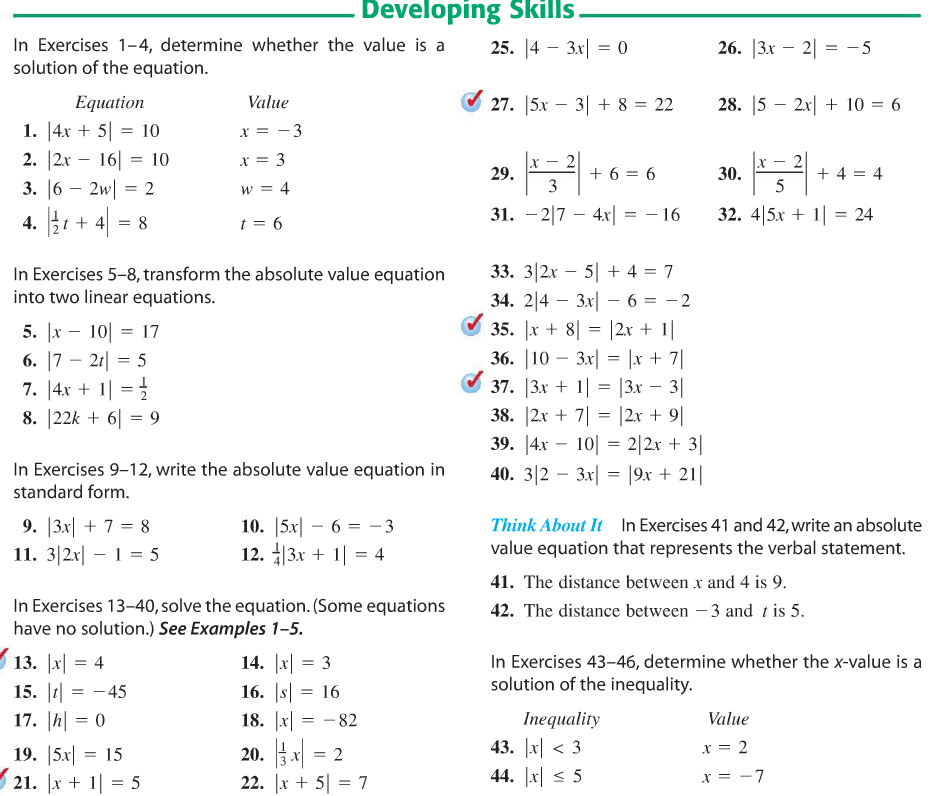 Developing Skills
In Exercises 1–4, determine whether the value is a
solution of the equation.
Equation Value
1. |4x + 5| = 10 x = −3
2. |2x − 16| = 10 x = 3
3. |6 − 2w| = 2 w = 4
4. |½t + 4| = 8 t = 6
In Exercises 5–8, transform the absolute value equation
into two linear equations.
5. |x − 10| = 17
6. |7 − 2t| = 5
7. |4x + 1| = ½
8. |22k + 6| = 9
In Exercises 9–12, write the absolute value equation in
standard form.
9. |3x| + 7 = 8 10. |5x| − 6 = −3
11. 3|2x| − 1 = 5 12. ¼|3x + 1| = 4
In Exercises 13–40, solve the equation. (Some equations
have no solution.) See Examples 1–5.
13. |x| = 4 14. |x| = 3
15. |t| = −45 16. |s| = 16
17. |h| = 0 18. |x| = −82
19. |5x| = 15 20. |⅓x| = 2
21. |x + 1| = 5 22. |x + 5| = 7
25. |4 − 3x| = 0 26. |3x − 2| = −5
27. |5x − 3| + 8 = 22 28. |5 − 2x| + 10 = 6
29. |(x − 2)/3| + 6 = 6 30. |(x − 2)/5| + 4 = 4
31. −2|7 − 4x| = −16 32. 4|5x + 1| = 24
33. 3|2x − 5| + 4 = 7
34. 2|4 − 3x| − 6 = −2
35. |x + 8| = |2x + 1|
36. |10 − 3x| = |x + 7|
37. |3x + 1| = |3x − 3|
38. |2x + 7| = |2x + 9|
39. |4x − 10| = 2|2x + 3|
40. 3|2 − 3x| = |9x + 21|
Think About It In Exercises 41 and 42, write an absolute
value equation that represents the verbal statement.
41. The distance between x and 4 is 9.
42. The distance between −3 and t is 5.
In Exercises 43–46, determine whether the x-value is a
solution of the inequality.
Inequality Value
43. |x| < 3 x = 2
44. |x| ≤ 5 x = −7